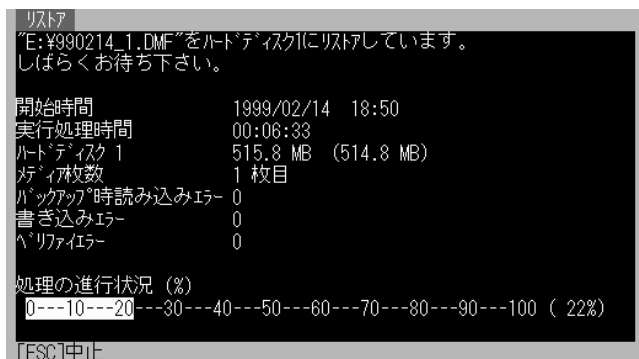 リストア
"E:¥990214_1.DMF"をハードディスク1にリストアしています。
しばらくお待ち下さい。
開始時間 1999/02/14 18:50
実行処理時間 00:06:33
ハードディスク 1 515.8 MB (514.8 MB)
メディア枚数 1 枚目
バックアップ時読み込みエラー 0
書き込みエラー 0
ベリファイエラー 0
処理の進行状況 (%)
0---10---20---30---40---50---60---70---80---90---100 ( 22%)
[ESC]中止